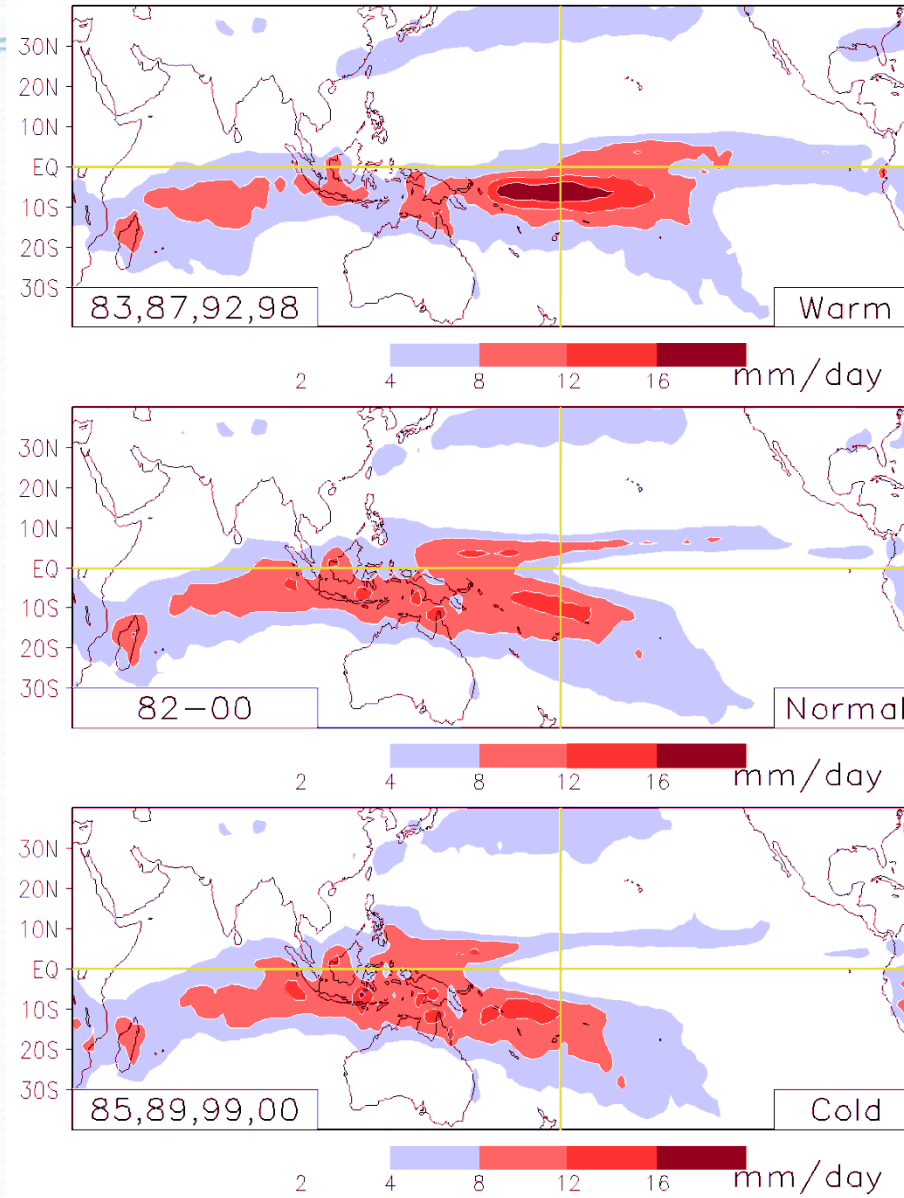 30N
20N
10N
EQ
10S
20S
30S
83,87,92,98
Warm
2 4 8 12 16 mm/day
30N
20N
10N
EQ
10S
20S
30S
82-00
Normal
2 4 8 12 16 mm/day
30N
20N
10N
EQ
10S
20S
30S
85,89,99,00
Cold
2 4 8 12 16 mm/day